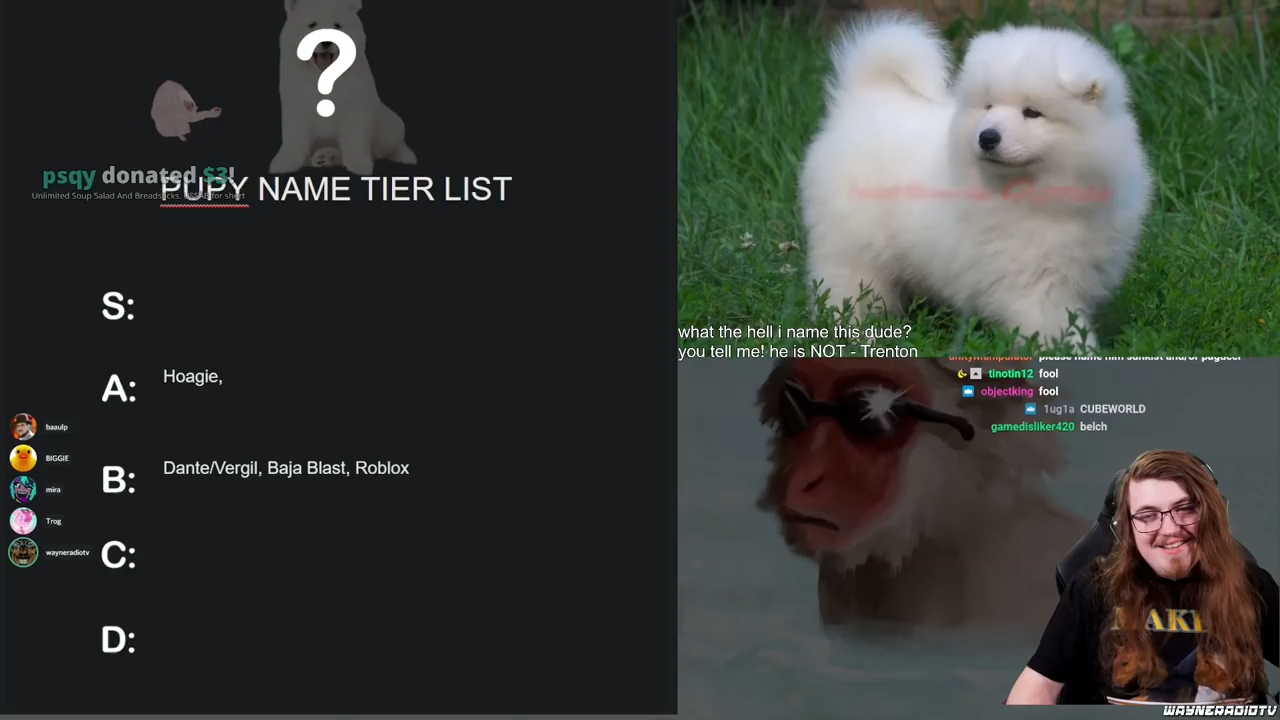 psqy donated $3!
Unlimited Soup Salad And Breadsticks. for short
PUPY NAME TIER LIST
S:
A: Hoagie,
B: Dante/Vergil, Baja Blast, Roblox
C:
D:
baaulp
BIGGIE
mira
Trog
wayneradiotv
what the hell i name this dude?
you tell me! he is NOT - Trenton
please name him sunkist and/or
tinotin12 fool
objectking fool
1ug1a CUBEWORLD
gamedisliker420 belch
WAYNERADIOTV